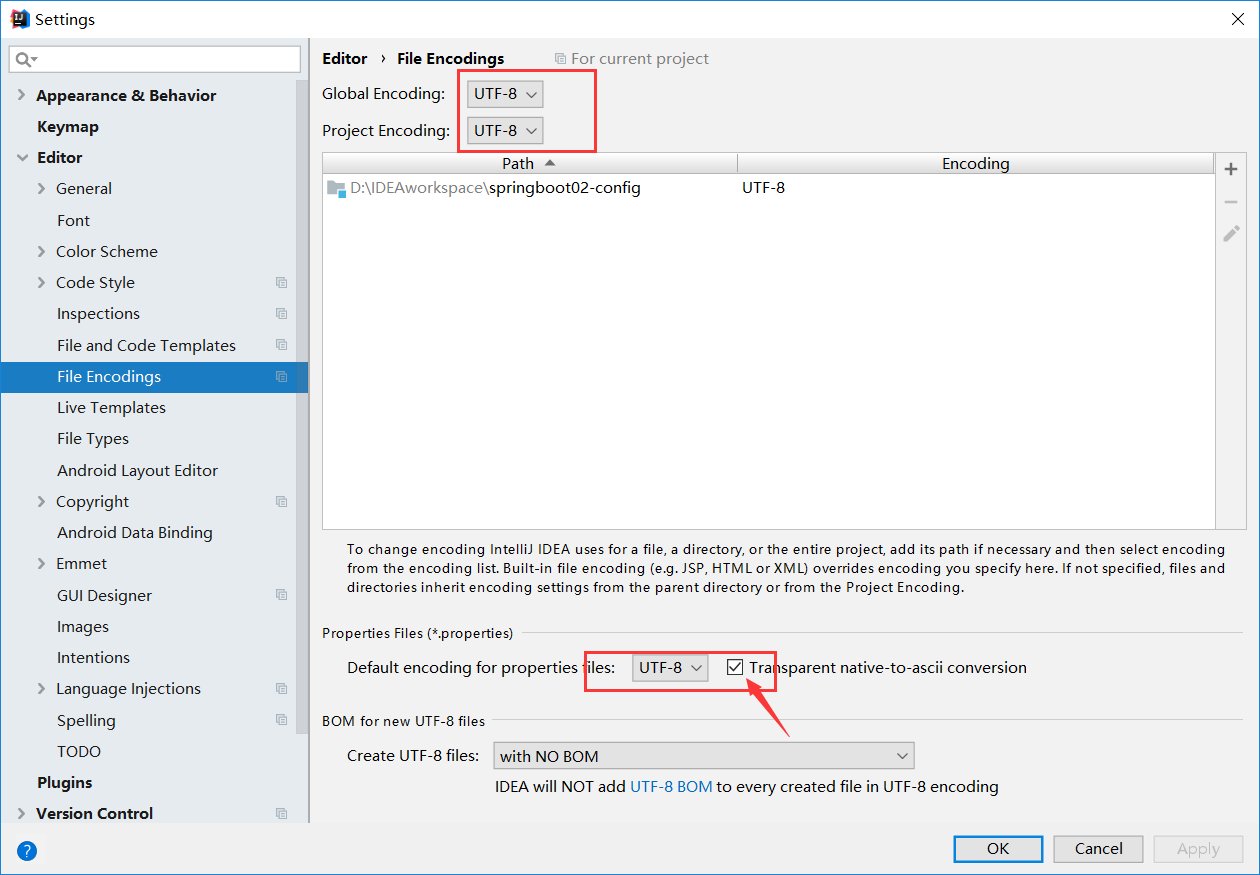 Settings
Appearance & Behavior
Keymap
Editor
General
Font
Color Scheme
Code Style
Inspections
File and Code Templates
File Encodings
Live Templates
File Types
Android Layout Editor
Copyright
Android Data Binding
Emmet
GUI Designer
Images
Intentions
Language Injections
Spelling
TODO
Plugins
Version Control
Editor › File Encodings For current project
Global Encoding: UTF-8
Project Encoding: UTF-8
Path Encoding
D:\IDEAworkspace\springboot02-config UTF-8
To change encoding IntelliJ IDEA uses for a file, a directory, or the entire project, add its path if necessary and then select encoding
from the encoding list. Built-in file encoding (e.g. JSP, HTML or XML) overrides encoding you specify here. If not specified, files and
directories inherit encoding settings from the parent directory or from the Project Encoding.
Properties Files (*.properties)
Default encoding for properties files: UTF-8 Transparent native-to-ascii conversion
BOM for new UTF-8 files
Create UTF-8 files: with NO BOM
IDEA will NOT add UTF-8 BOM to every created file in UTF-8 encoding
? OK Cancel Apply